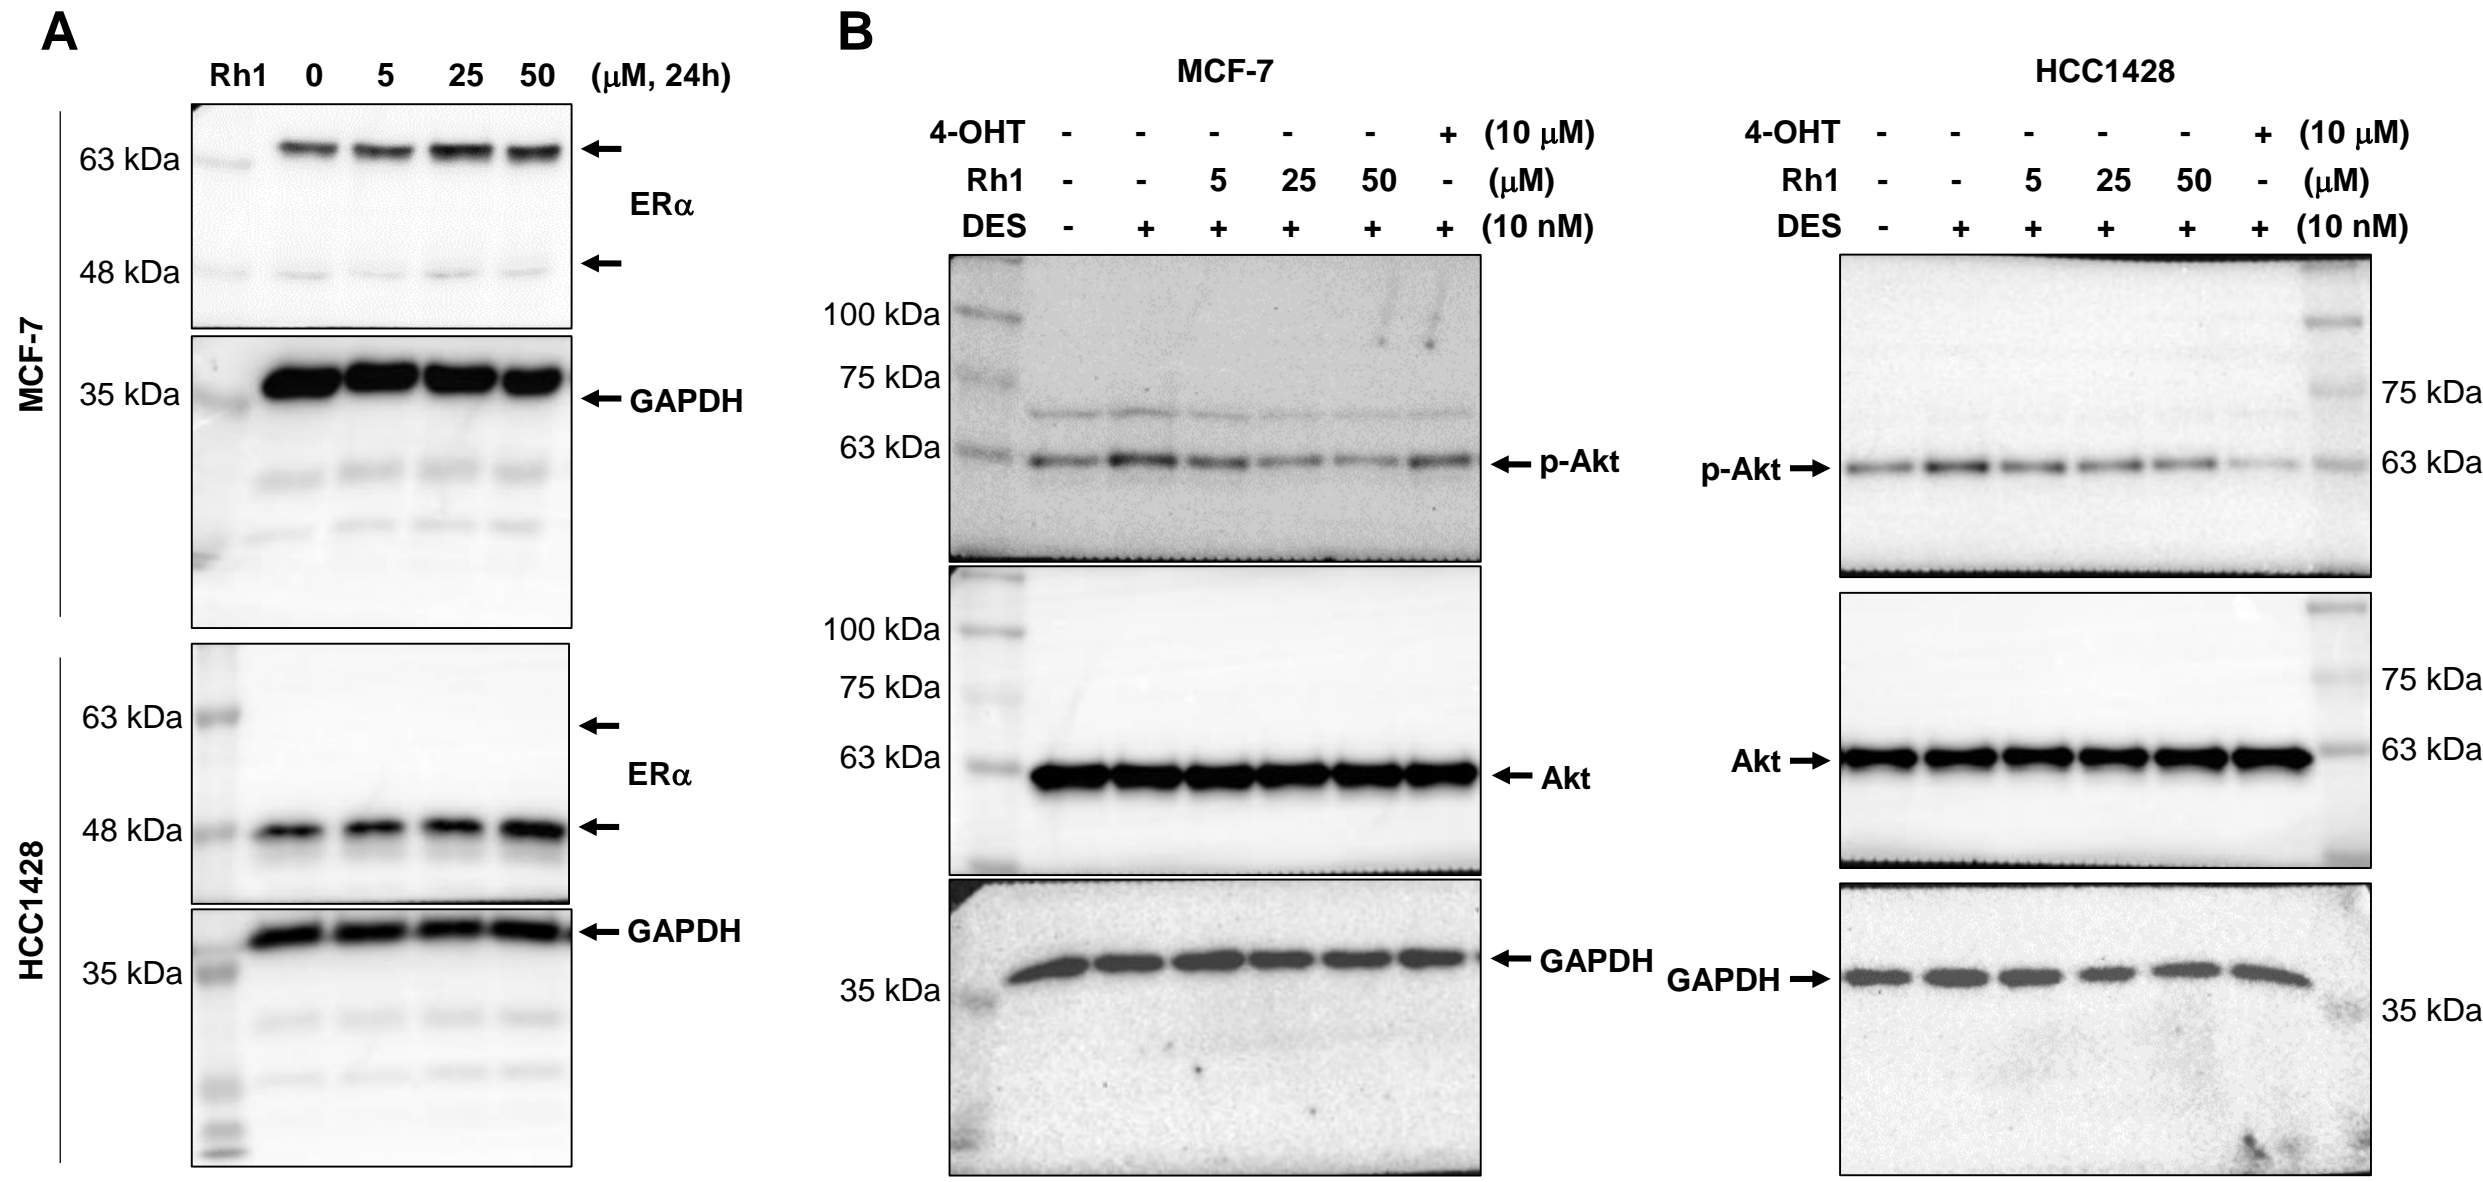 A
Rh1 0 5 25 50 (μM, 24h)
MCF-7
63 kDa
ERα
48 kDa
35 kDa
GAPDH
HCC1428
63 kDa
ERα
48 kDa
GAPDH
35 kDa
B
MCF-7
4-OHT - - - - - + (10 μM)
Rh1 - - 5 25 50 - (μM)
DES - + + + + + (10 nM)
100 kDa
75 kDa
63 kDa
p-Akt
100 kDa
75 kDa
63 kDa
Akt
GAPDH
35 kDa
HCC1428
4-OHT - - - - - + (10 μM)
Rh1 - - 5 25 50 - (μM)
DES - + + + + + (10 nM)
75 kDa
p-Akt
63 kDa
75 kDa
Akt
63 kDa
GAPDH
35 kDa